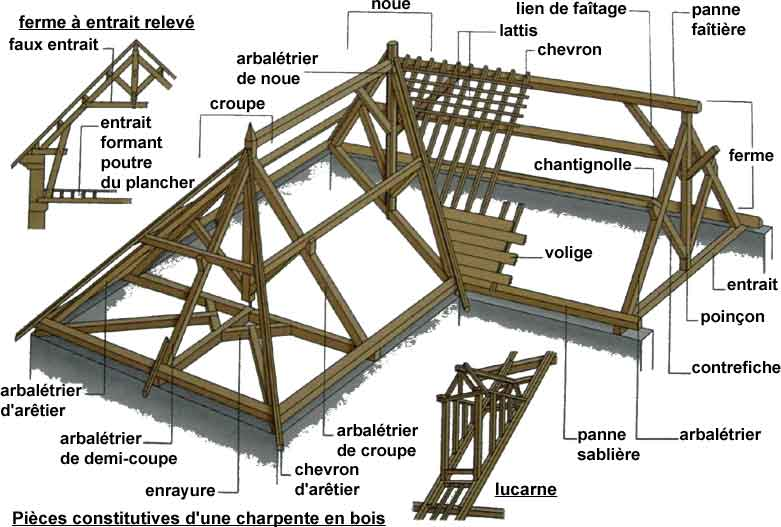 ferme à entrait relevé
faux entrait
entrait
formant
poutre
du plancher
noue
arbalétrier
de noue
croupe
lien de faîtage
lattis
chevron
panne
faîtière
chantignolle
ferme
volige
entrait
poinçon
contrefiche
arbalétrier
d'arêtier
arbalétrier
de demi-coupe
enrayure
chevron
d'arêtier
arbalétrier
de croupe
lucarne
panne
sablière
arbalétrier
Pièces constitutives d'une charpente en bois